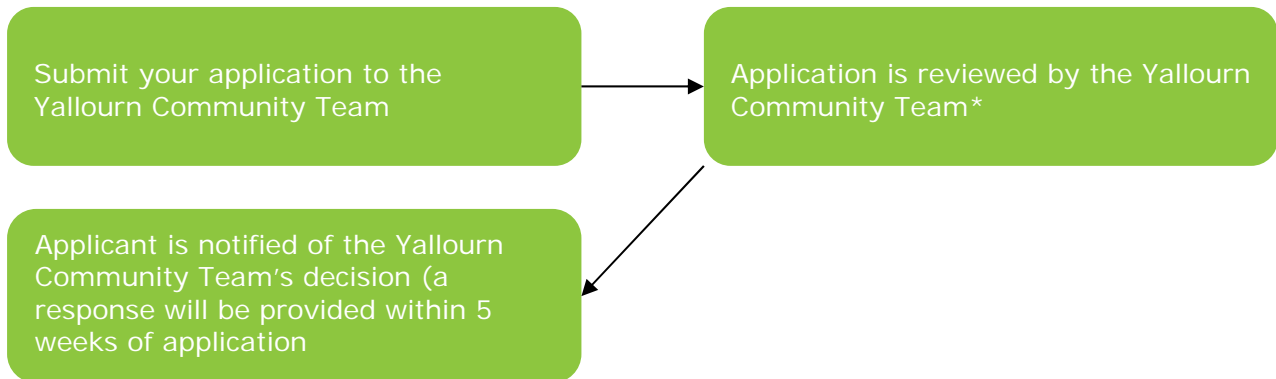 Submit your application to the
Yallourn Community Team
Application is reviewed by the Yallourn
Community Team*
Applicant is notified of the Yallourn
Community Team’s decision (a
response will be provided within 5
weeks of application